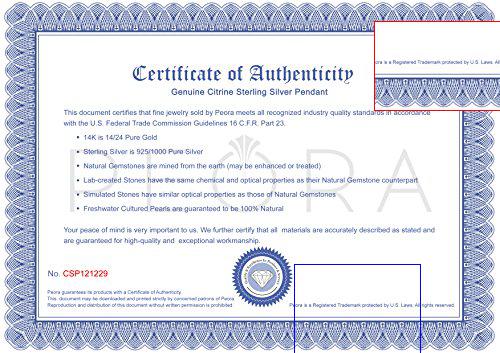 Certificate of Authenticity
Genuine Citrine Sterling Silver Pendant
ara is a Registered Trademark protected by U.S. Laws. All
This document certifies that fine jewelry sold by Peora meets all recognized industry quality standards in accordance
with the U.S. Federal Trade Commission Guidelines 16 C.F.R. Part 23.
• 14K is 14/24 Pure Gold
• Sterling Silver is 925/1000 Pure Silver
• Natural Gemstones are mined from the earth (may be enhanced or treated)
• Lab-created Stones have the same chemical and optical properties as their Natural Gemstone counterpart
• Simulated Stones have similar optical properties as those of Natural Gemstones
• Freshwater Cultured Pearls are guaranteed to be 100% Natural
PEORA
Your peace of mind is very important to us. We further certify that all materials are accurately described as stated and
are guaranteed for high-quality and exceptional workmanship.
No. CSP121229
Peora guarantees its products with a Certificate of Authenticity.
This document may be downloaded and printed strictly by concerned patrons of Peora
Reproduction and distribution of this document without written permission is prohibited.
Peora is a Registered Trademark protected by U.S. Laws. All rights reserved.